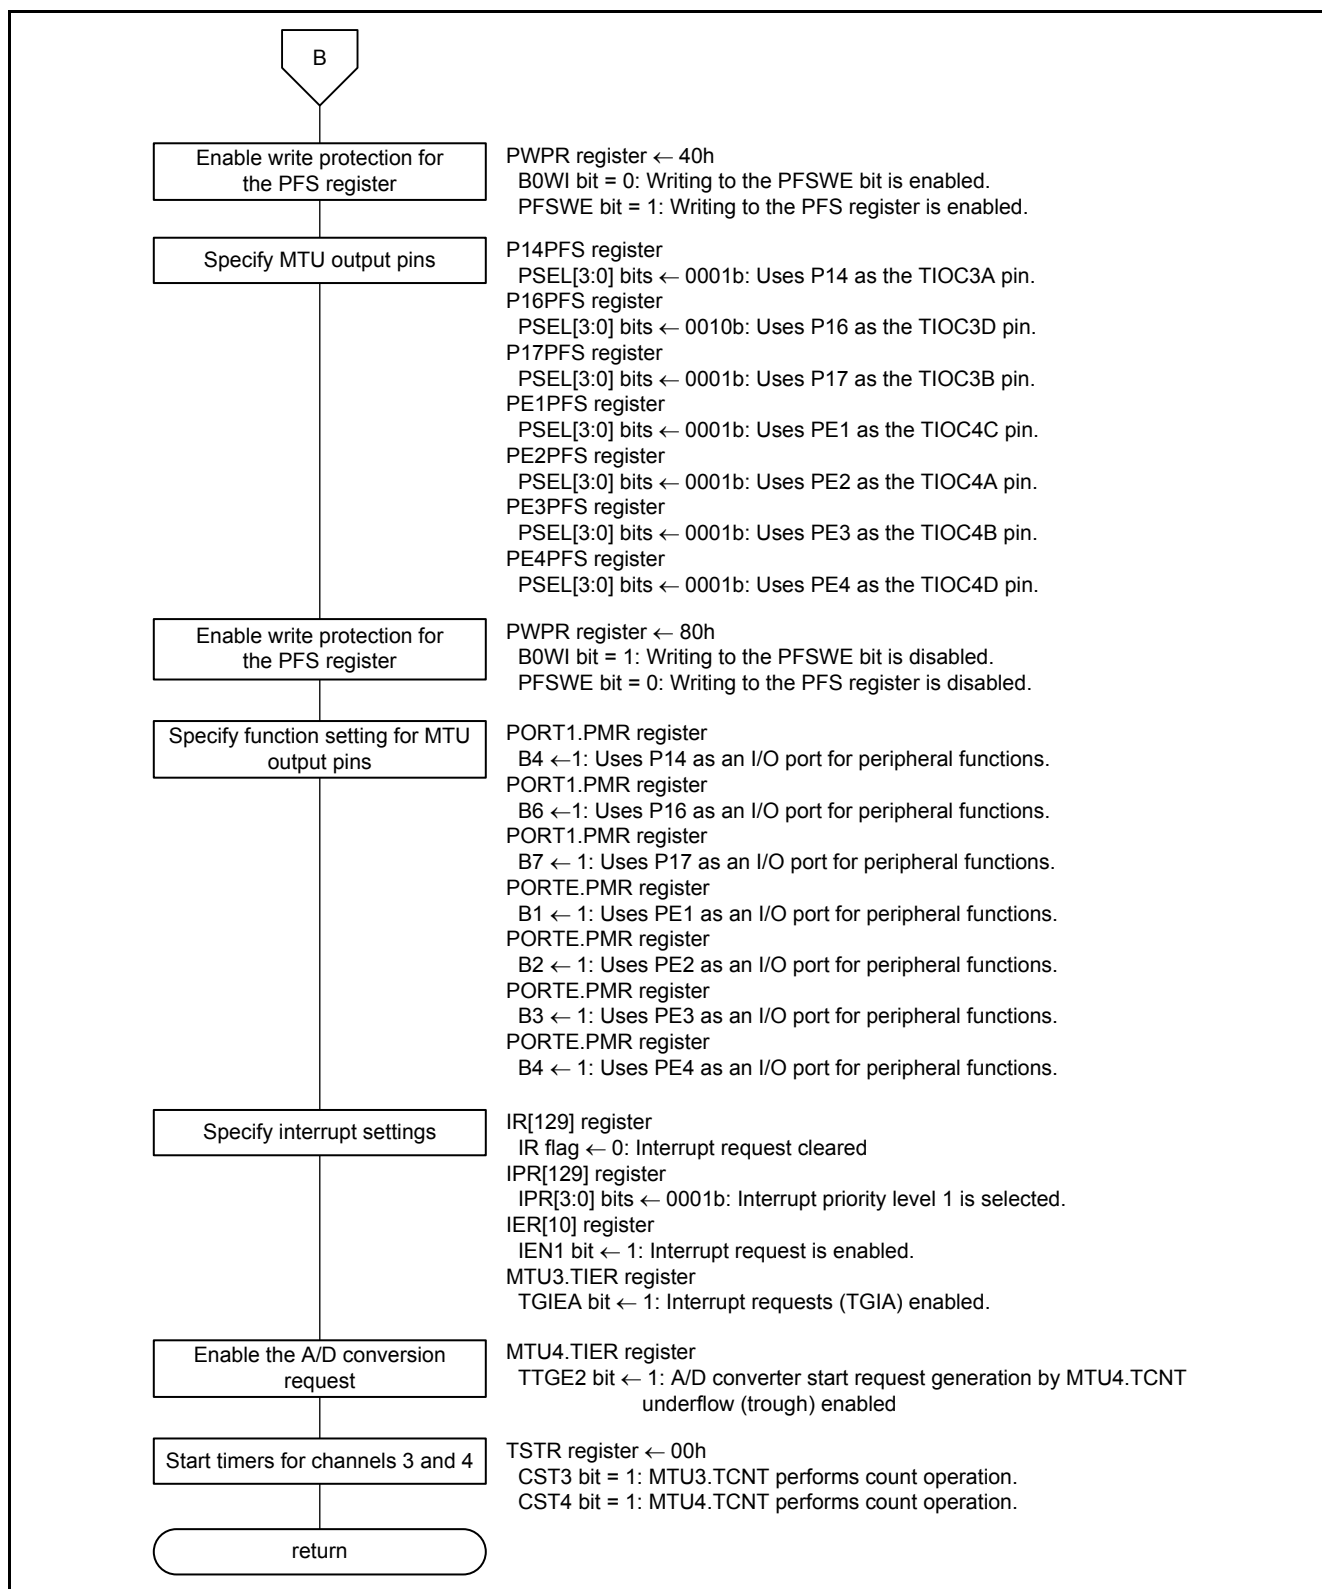 B
Enable write protection for
the PFS register
PWPR register ← 40h
B0WI bit = 0: Writing to the PFSWE bit is enabled.
PFSWE bit = 1: Writing to the PFS register is enabled.
Specify MTU output pins
P14PFS register
PSEL[3:0] bits ← 0001b: Uses P14 as the TIOC3A pin.
P16PFS register
PSEL[3:0] bits ← 0010b: Uses P16 as the TIOC3D pin.
P17PFS register
PSEL[3:0] bits ← 0001b: Uses P17 as the TIOC3B pin.
PE1PFS register
PSEL[3:0] bits ← 0001b: Uses PE1 as the TIOC4C pin.
PE2PFS register
PSEL[3:0] bits ← 0001b: Uses PE2 as the TIOC4A pin.
PE3PFS register
PSEL[3:0] bits ← 0001b: Uses PE3 as the TIOC4B pin.
PE4PFS register
PSEL[3:0] bits ← 0001b: Uses PE4 as the TIOC4D pin.
Enable write protection for
the PFS register
PWPR register ← 80h
B0WI bit = 1: Writing to the PFSWE bit is disabled.
PFSWE bit = 0: Writing to the PFS register is disabled.
Specify function setting for MTU
output pins
PORT1.PMR register
B4 ←1: Uses P14 as an I/O port for peripheral functions.
PORT1.PMR register
B6 ←1: Uses P16 as an I/O port for peripheral functions.
PORT1.PMR register
B7 ← 1: Uses P17 as an I/O port for peripheral functions.
PORTE.PMR register
B1 ← 1: Uses PE1 as an I/O port for peripheral functions.
PORTE.PMR register
B2 ← 1: Uses PE2 as an I/O port for peripheral functions.
PORTE.PMR register
B3 ← 1: Uses PE3 as an I/O port for peripheral functions.
PORTE.PMR register
B4 ← 1: Uses PE4 as an I/O port for peripheral functions.
Specify interrupt settings
IR[129] register
IR flag ← 0: Interrupt request cleared
IPR[129] register
IPR[3:0] bits ← 0001b: Interrupt priority level 1 is selected.
IER[10] register
IEN1 bit ← 1: Interrupt request is enabled.
MTU3.TIER register
TGIEA bit ← 1: Interrupt requests (TGIA) enabled.
Enable the A/D conversion
request
MTU4.TIER register
TTGE2 bit ← 1: A/D converter start request generation by MTU4.TCNT
underflow (trough) enabled
Start timers for channels 3 and 4
TSTR register ← 00h
CST3 bit = 1: MTU3.TCNT performs count operation.
CST4 bit = 1: MTU4.TCNT performs count operation.
return